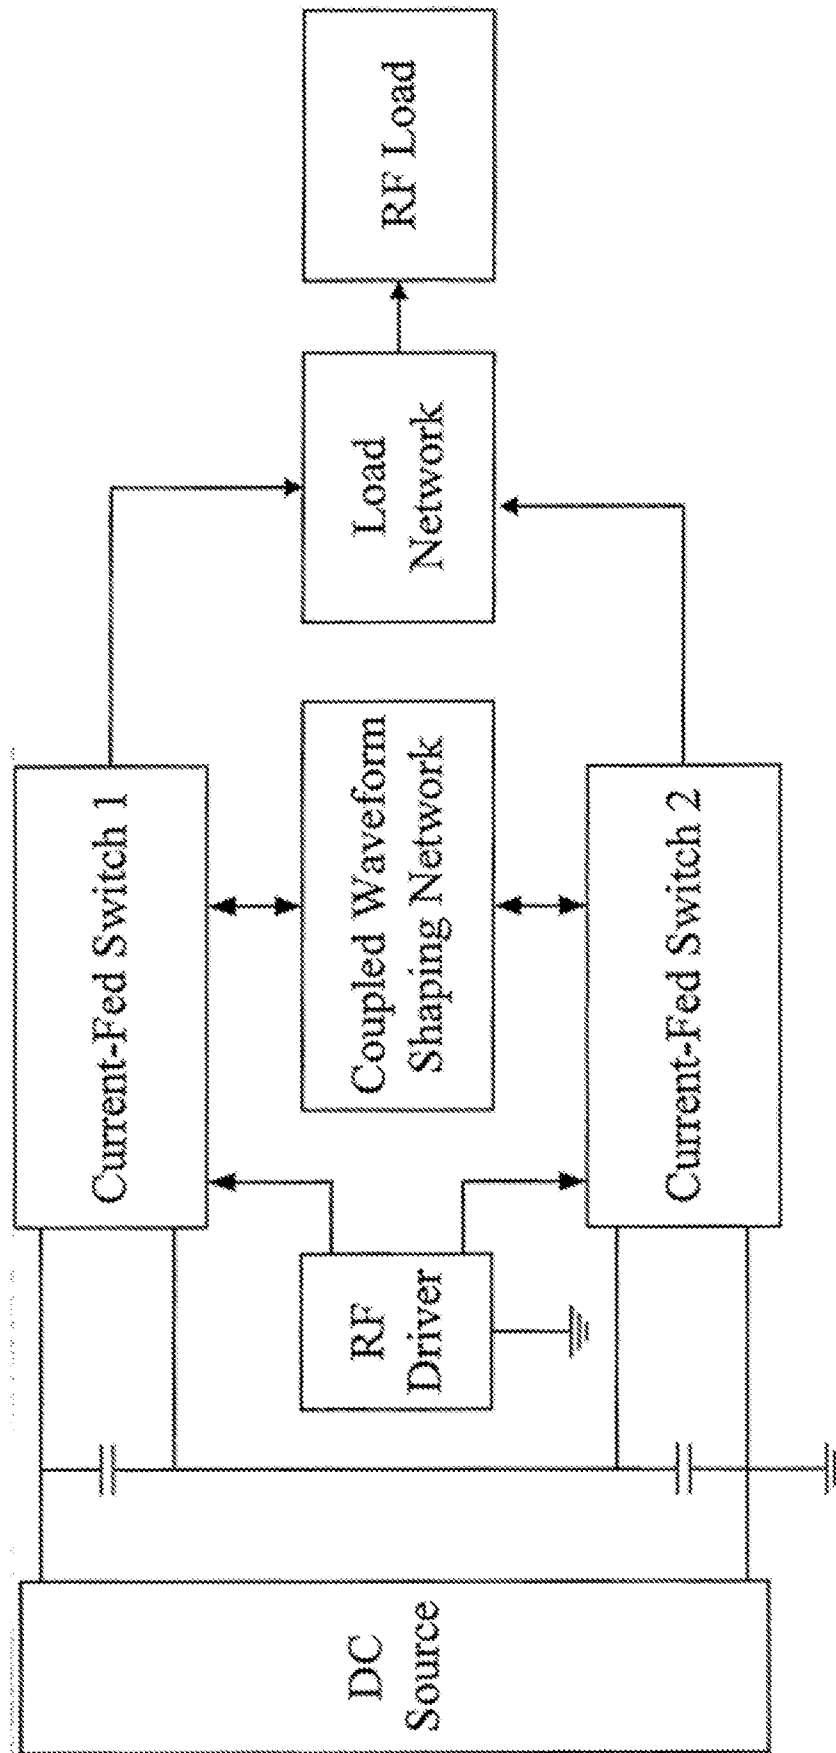 DC
Source
RF
Driver
Current-Fed Switch 1
Coupled Waveform
Shaping Network
Current-Fed Switch 2
Load
Network
RF Load